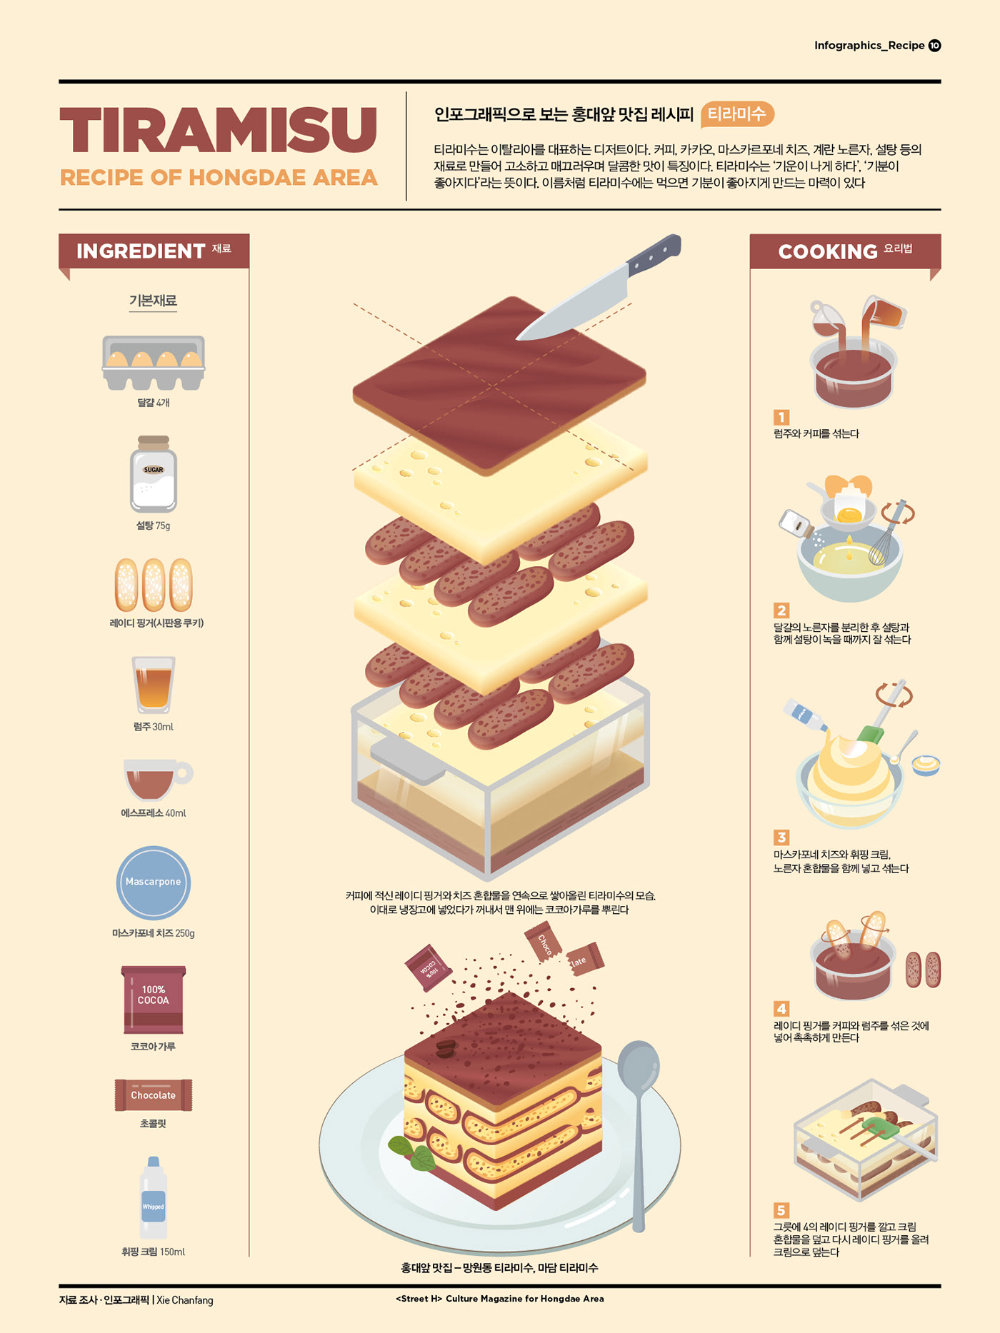 Infographics_Recipe 10
TIRAMISU
RECIPE OF HONGDAE AREA
인포그래픽으로 보는 홍대앞 맛집 레시피 티라미수
티라미수는 이탈리아를 대표하는 디저트이다. 커피, 카카오, 마스카르포네 치즈, 계란 노른자, 설탕 등의
재료로 만들어 고소하고 매끄러우며 달콤한 맛이 특징이다. 티라미수는 ‘기운이 나게 하다’, ‘기분이
좋아지다’라는 뜻이다. 이름처럼 티라미수에는 먹으면 기분이 좋아지게 만드는 마력이 있다
INGREDIENT 재료
기본재료
달걀 4개
SUGAR
설탕 75g
레이디 핑거(시판용 쿠키)
럼주 30ml
에스프레소 40ml
Mascarpone
마스카포네 치즈 250g
100%
COCOA
코코아 가루
Chocolate
초콜릿
Whipped
휘핑 크림 150ml
커피에 적신 레이디 핑거와 치즈 혼합물을 연속으로 쌓아올린 티라미수의 모습.
이대로 냉장고에 넣었다가 꺼내서 맨 위에는 코코아가루를 뿌린다
100%
COCOA
Choco
late
홍대앞 맛집 – 망원동 티라미수, 마담 티라미수
COOKING 요리법
1
럼주와 커피를 섞는다
2
달걀의 노른자를 분리한 후 설탕과
함께 설탕이 녹을 때까지 잘 섞는다
3
마스카포네 치즈와 휘핑 크림,
노른자 혼합물을 함께 넣고 섞는다
4
레이디 핑거를 커피와 럼주를 섞은 것에
넣어 촉촉하게 만든다
5
그릇에 4의 레이디 핑거를 깔고 크림
혼합물을 덮고 다시 레이디 핑거를 올려
크림으로 덮는다
자료 조사 · 인포그래픽 | Xie Chanfang
<Street H> Culture Magazine for Hongdae Area